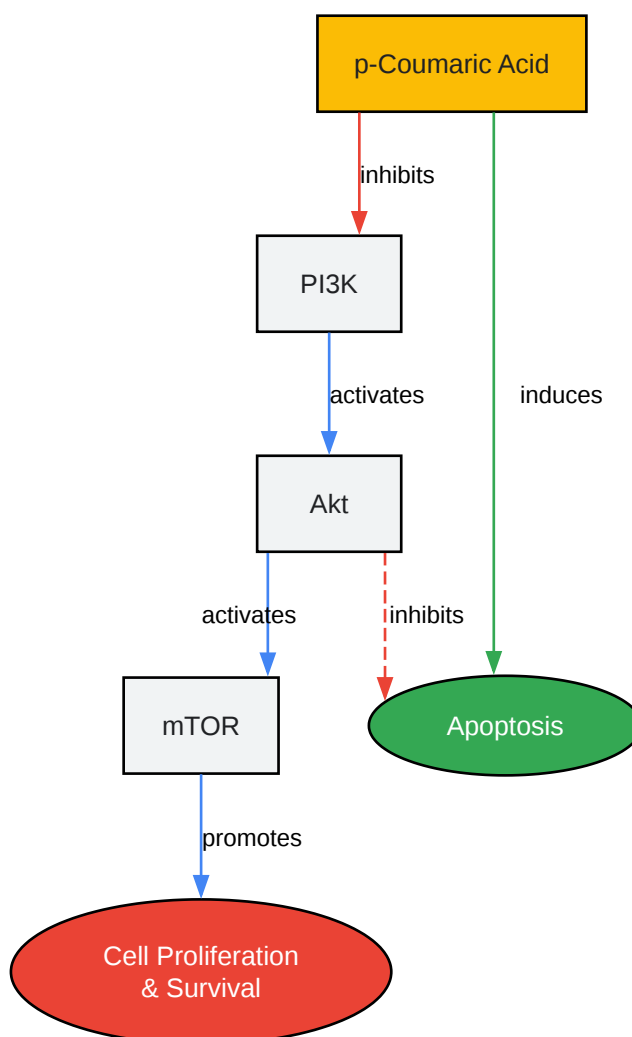 p-Coumaric Acid
inhibits
PI3K
activates
induces
Akt
activates
inhibits
mTOR
Apoptosis
promotes
Cell Proliferation
& Survival